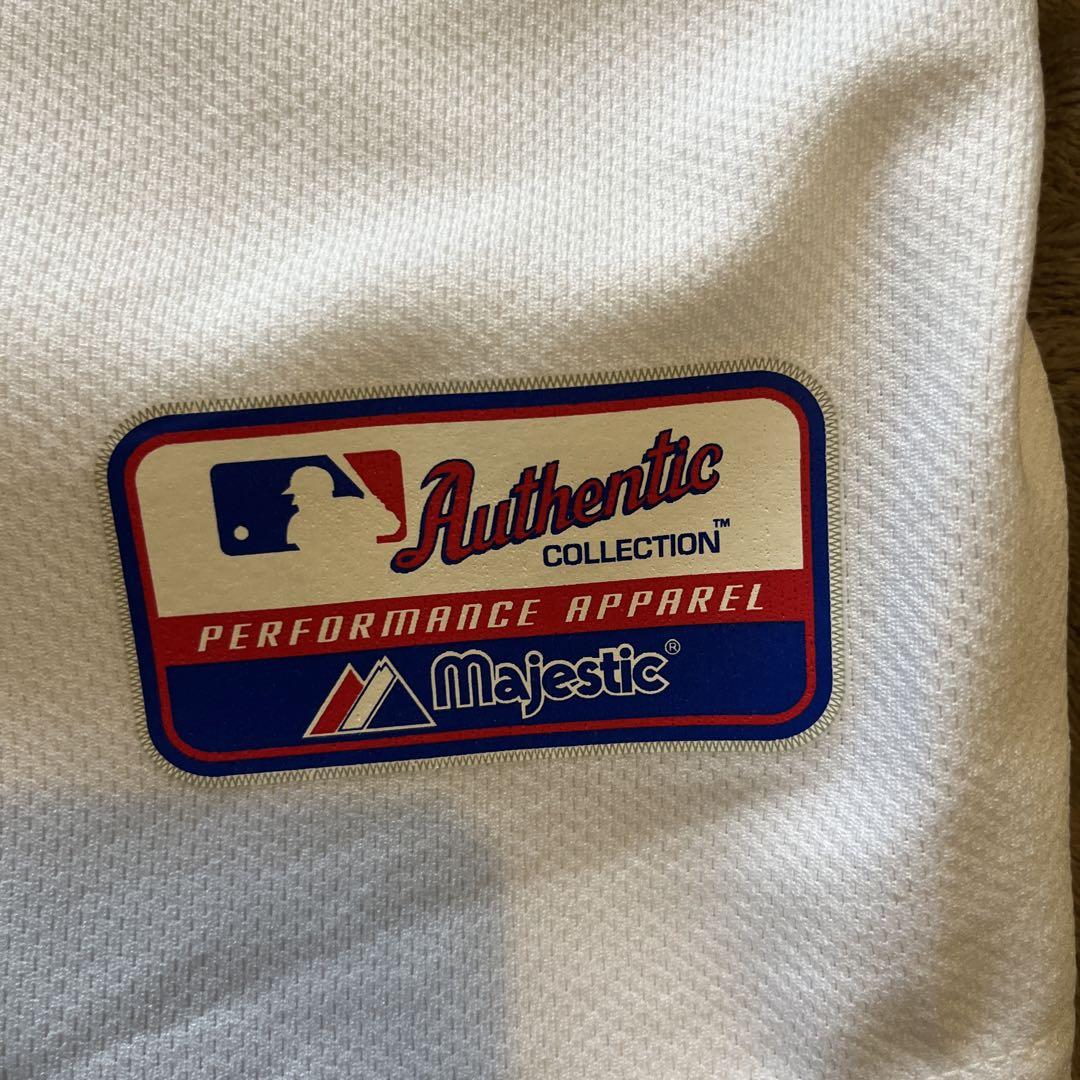 Authentic
COLLECTION™
PERFORMANCE APPAREL
Majestic®